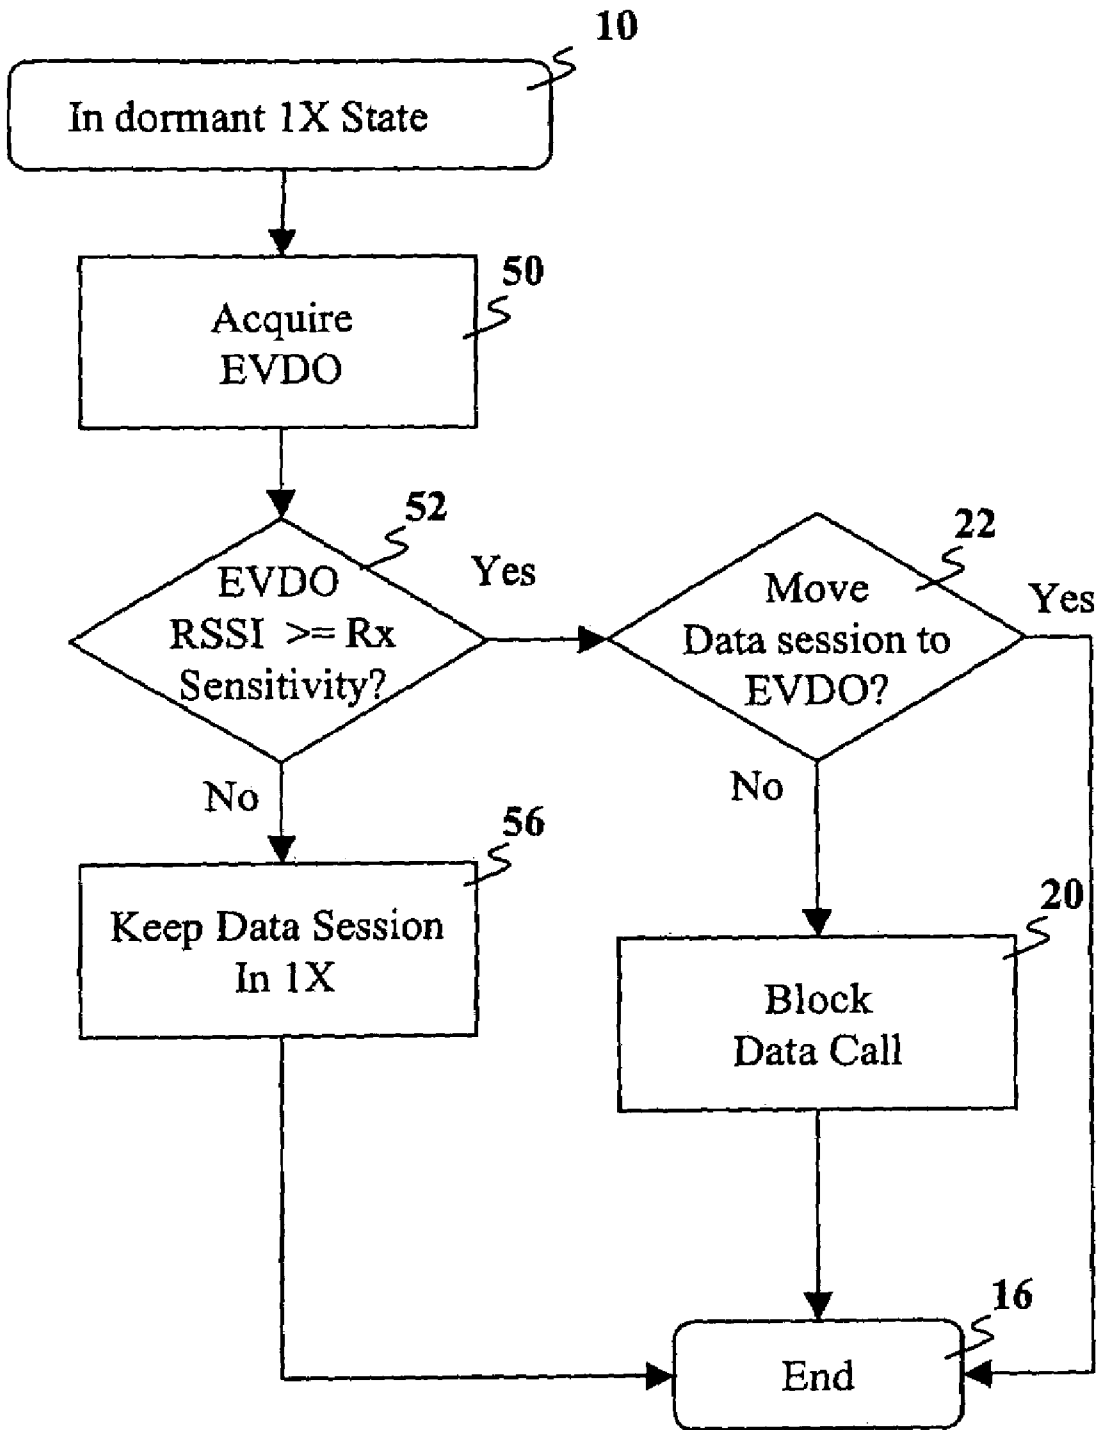 10
In dormant 1X State
50
Acquire
EVDO
52
EVDO
RSSI >= Rx
Sensitivity?
Yes
22
Move
Data session to
EVDO?
Yes
No
No
56
Keep Data Session
In 1X
20
Block
Data Call
16
End